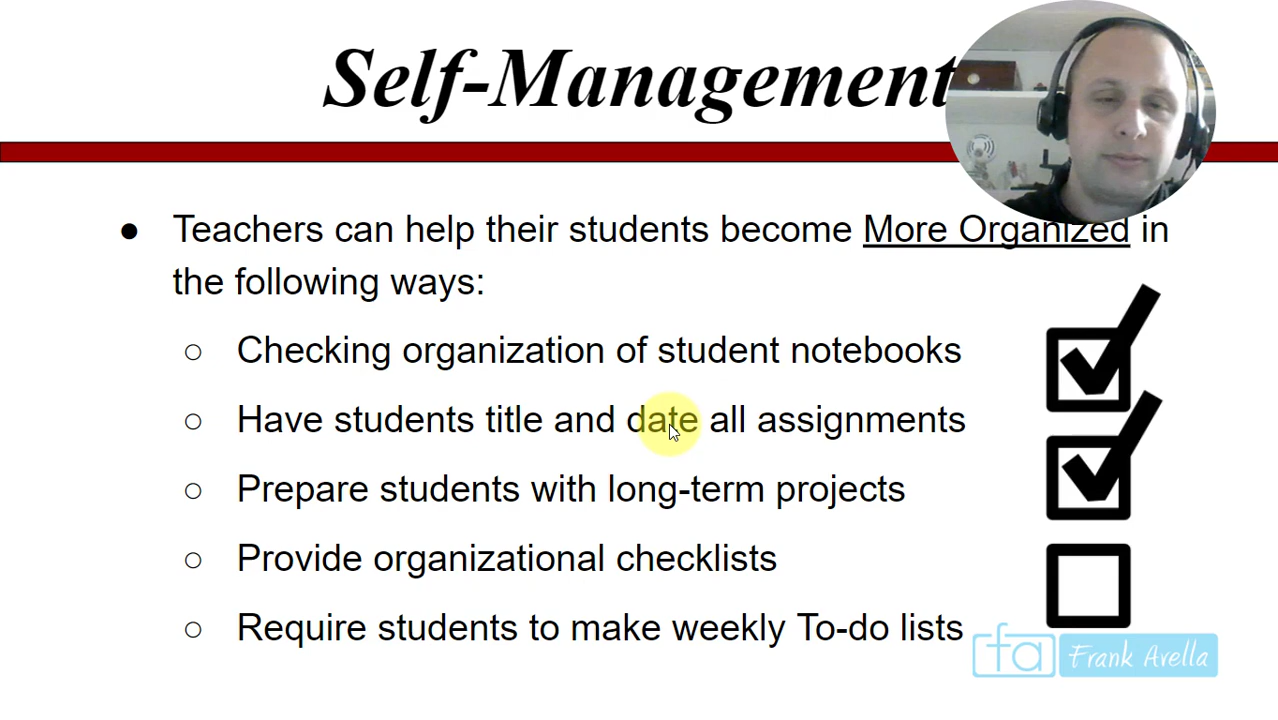 Self-Management
● Teachers can help their students become More Organized in
the following ways:
○ Checking organization of student notebooks
○ Have students title and date all assignments
○ Prepare students with long-term projects
○ Provide organizational checklists
○ Require students to make weekly To-do lists
fa Frank Avella